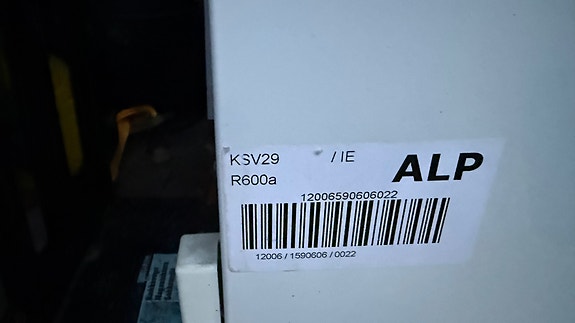 KSV29 / IE
R600a
ALP
12006590606022
12006 / 1590606 / 0022